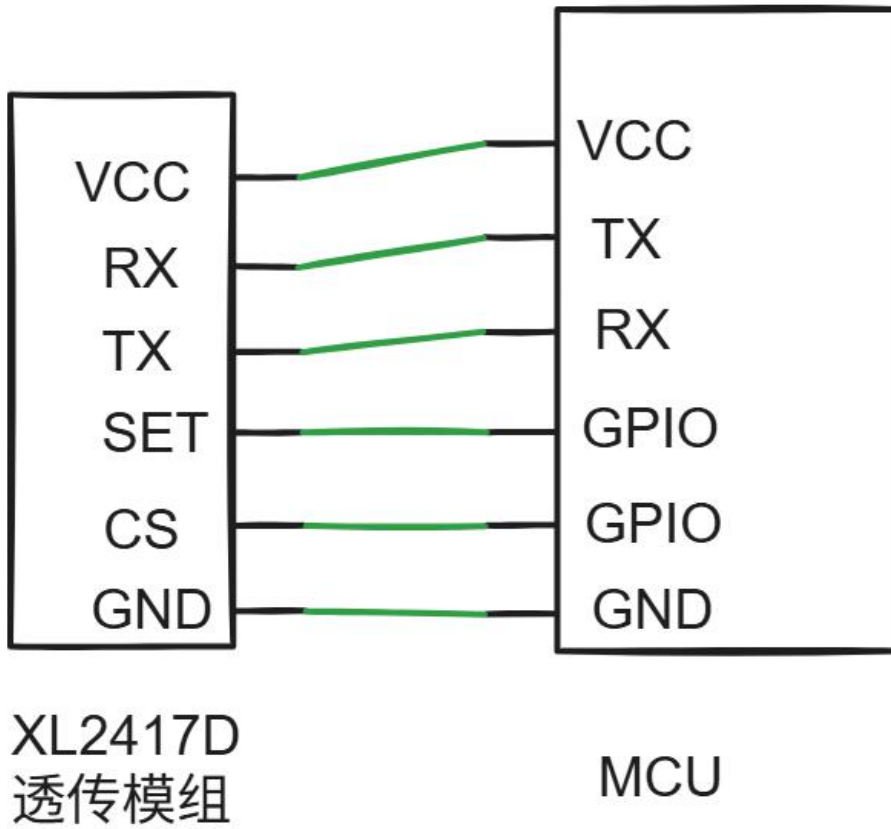 VCC
RX
TX
SET
CS
GND
VCC
TX
RX
GPIO
GPIO
GND
XL2417D
透传模组
MCU